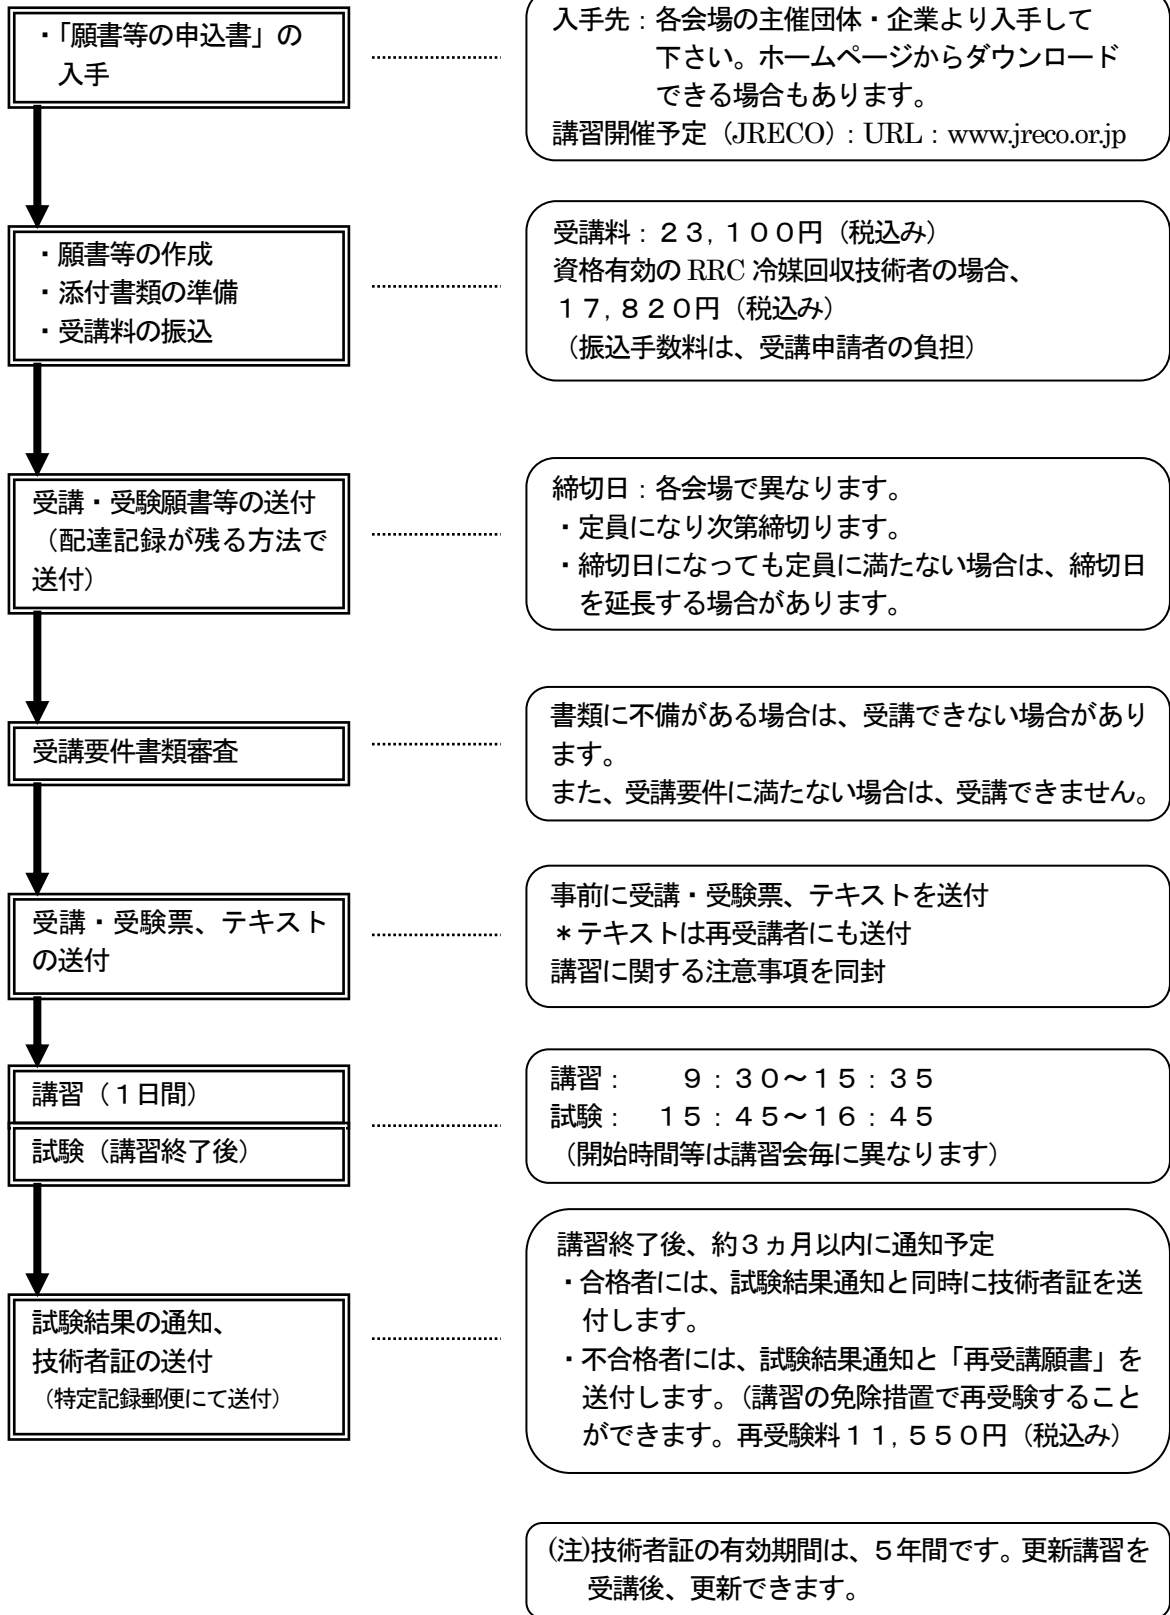 ・「願書等の申込書」の
入手
入手先：各会場の主催団体・企業より入手して
下さい。ホームページからダウンロード
できる場合もあります。
講習開催予定（JRECO）：URL：www.jreco.or.jp
・願書等の作成
・添付書類の準備
・受講料の振込
受講料：２３,１００円（税込み）
資格有効の RRC 冷媒回収技術者の場合、
１７,８２０円（税込み）
（振込手数料は、受講申請者の負担）
受講・受験願書等の送付
（配達記録が残る方法で
送付）
締切日：各会場で異なります。
・定員になり次第締切ります。
・締切日になっても定員に満たない場合は、締切日
を延長する場合があります。
受講要件書類審査
書類に不備がある場合は、受講できない場合があり
ます。
また、受講要件に満たない場合は、受講できません。
受講・受験票、テキスト
の送付
事前に受講・受験票、テキストを送付
＊テキストは再受講者にも送付
講習に関する注意事項を同封
講習（１日間）
試験（講習終了後）
講習：　９：３０～１５：３５
試験：　１５：４５～１６：４５
（開始時間等は講習会毎に異なります）
試験結果の通知、
技術者証の送付
（特定記録郵便にて送付）
講習終了後、約３ヵ月以内に通知予定
・合格者には、試験結果通知と同時に技術者証を送
付します。
・不合格者には、試験結果通知と「再受講願書」を
送付します。（講習の免除措置で再受験すること
ができます。再受験料１１,５５０円（税込み）
(注)技術者証の有効期間は、５年間です。更新講習を
受講後、更新できます。